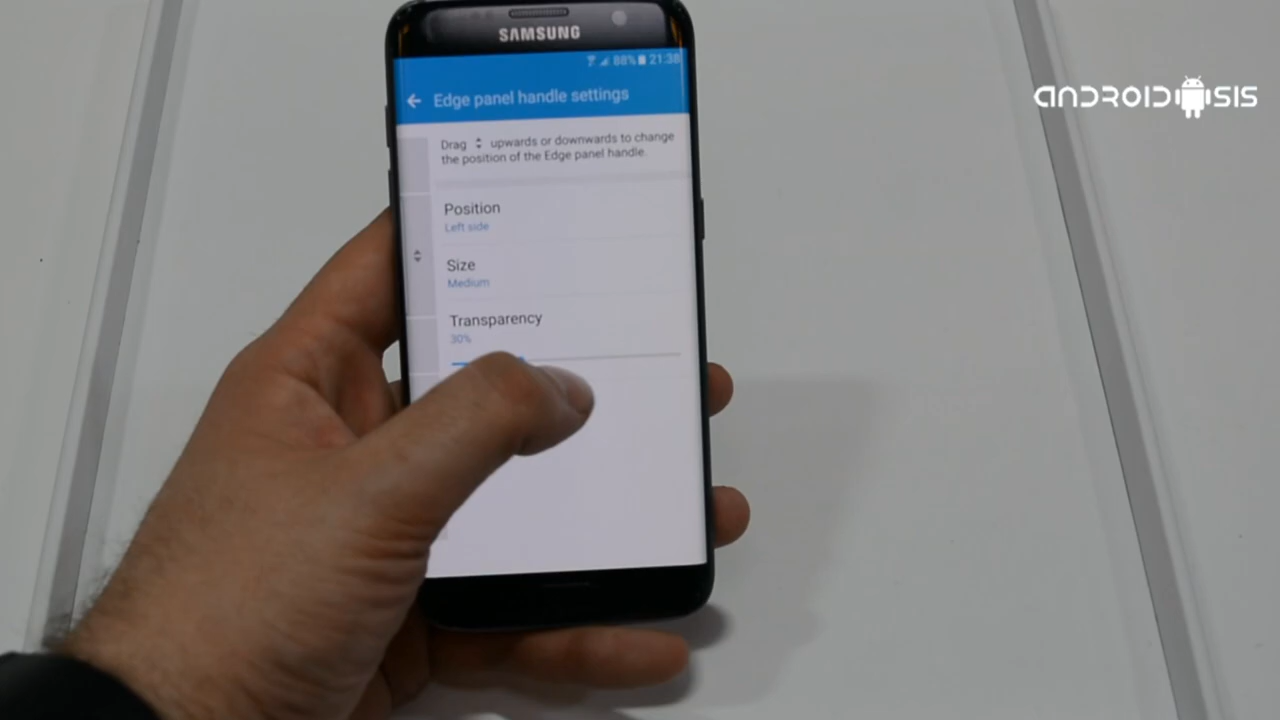 SAMSUNG
88% 21:38
Edge panel handle settings
Drag upwards or downwards to change
the position of the Edge panel handle.
Position
Left side
Size
Medium
Transparency
30%
ANDROIDSIS